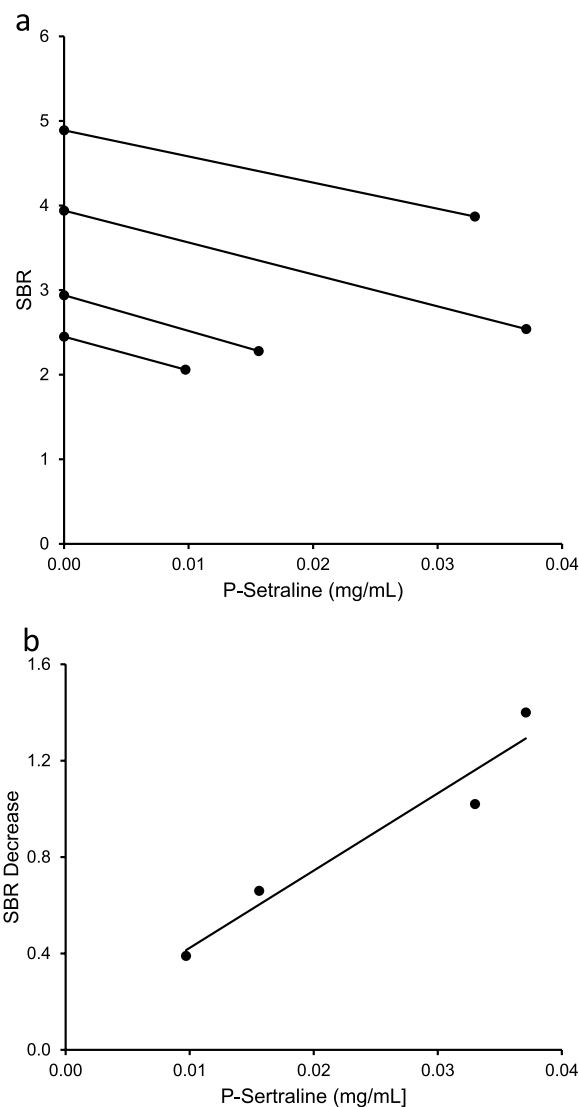 a
6
5
4
3
2
1
0
SBR
0.00 0.01 0.02 0.03 0.04
P-Setraline (mg/mL)
b
1.6
1.2
0.8
0.4
0.0
SBR Decrease
0.00 0.01 0.02 0.03 0.04
P-Sertraline (mg/mL]